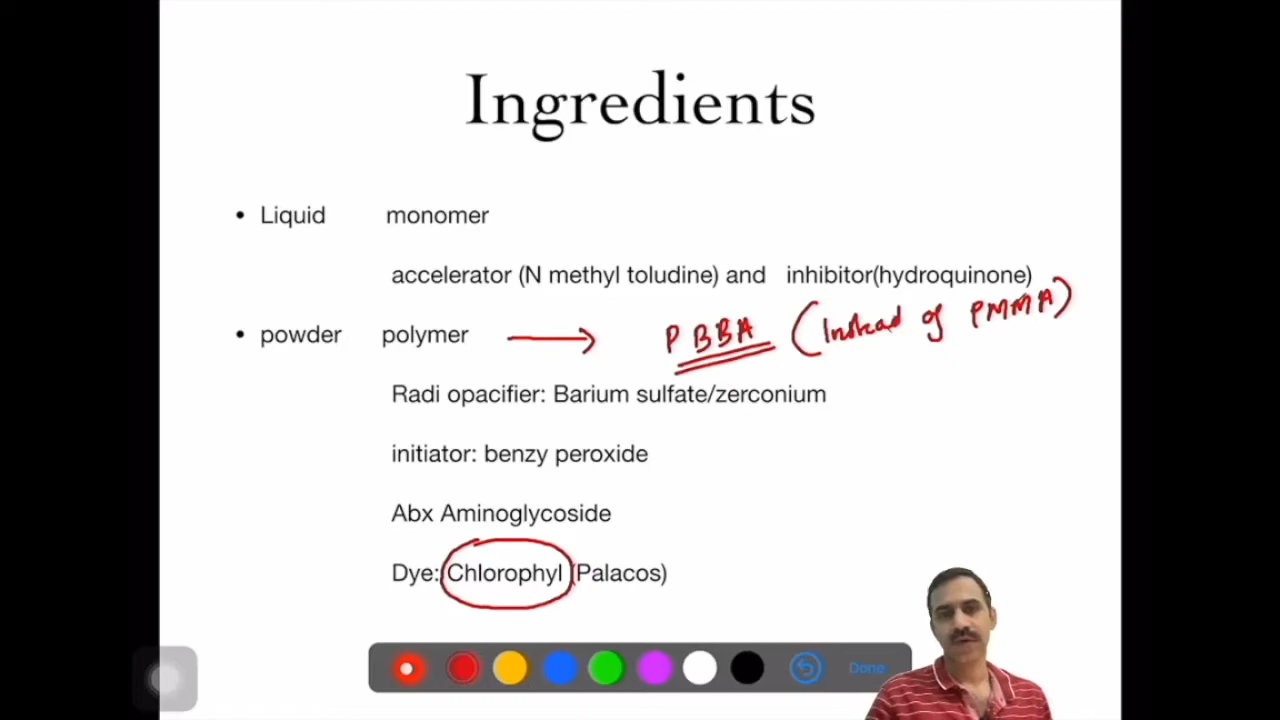 Ingredients
• Liquid monomer
accelerator (N methyl toludine) and inhibitor(hydroquinone)
• powder polymer → PBBA (Instead of PMMA)
Radi opacifier: Barium sulfate/zerconium
initiator: benzy peroxide
Abx Aminoglycoside
Dye: Chlorophyl (Palacos)
Done